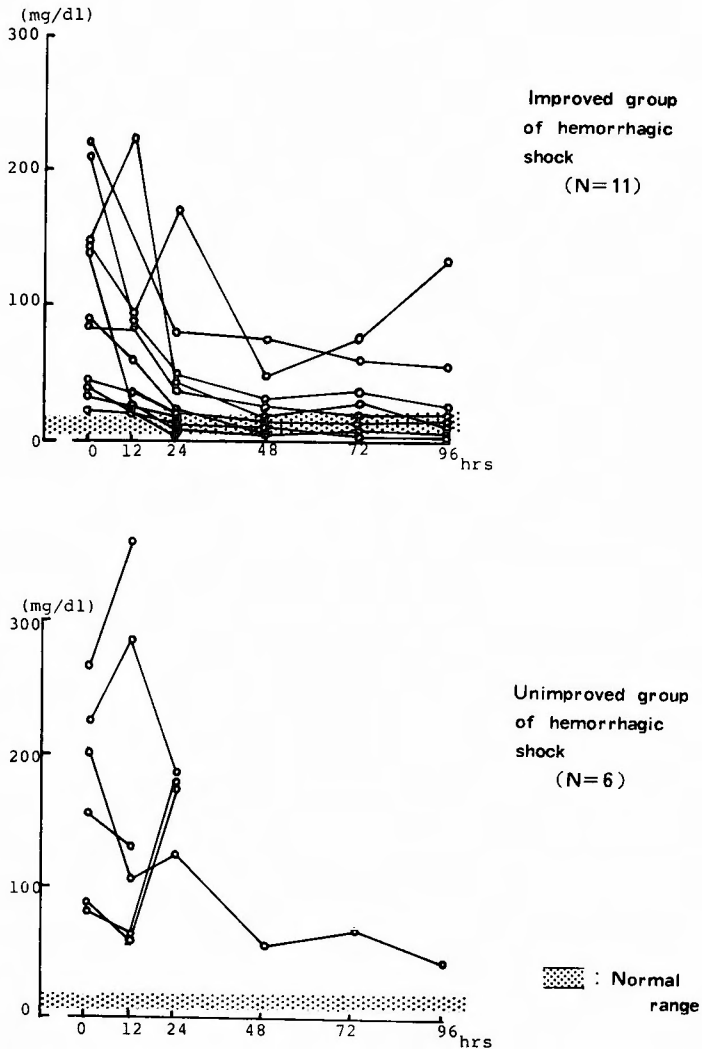 (mg/dl)
300
200
100
0
0 12 24 48 72 96 hrs
Improved group
of hemorrhagic
shock
(N=11)
(mg/dl)
300
200
100
0
0 12 24 48 72 96 hrs
Unimproved group
of hemorrhagic
shock
(N=6)
: Normal
range